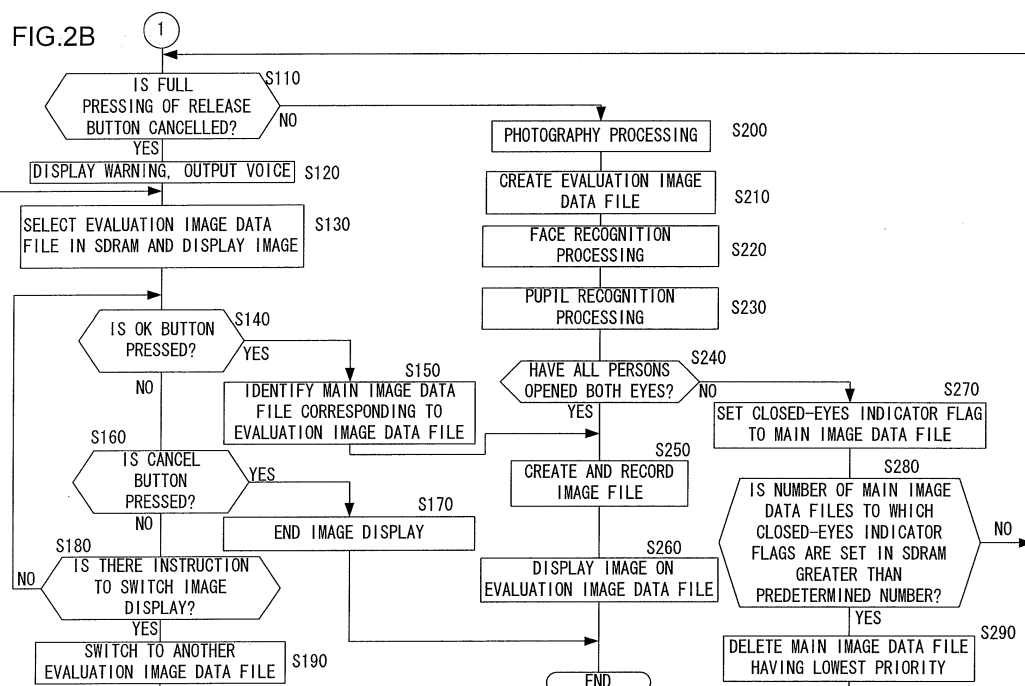 FIG.2B
1
IS FULL
PRESSING OF RELEASE
BUTTON CANCELLED?
S110
NO
YES
DISPLAY WARNING, OUTPUT VOICE
S120
SELECT EVALUATION IMAGE DATA
FILE IN SDRAM AND DISPLAY IMAGE
S130
IS OK BUTTON
PRESSED?
S140
YES
NO
S150
IDENTIFY MAIN IMAGE DATA
FILE CORRESPONDING TO
EVALUATION IMAGE DATA FILE
S160
IS CANCEL
BUTTON
PRESSED?
YES
NO
S170
END IMAGE DISPLAY
S180
IS THERE INSTRUCTION
TO SWITCH IMAGE
DISPLAY?
NO
YES
SWITCH TO ANOTHER
EVALUATION IMAGE DATA FILE
S190
PHOTOGRAPHY PROCESSING
S200
CREATE EVALUATION IMAGE
DATA FILE
S210
FACE RECOGNITION
PROCESSING
S220
PUPIL RECOGNITION
PROCESSING
S230
HAVE ALL PERSONS
OPENED BOTH EYES?
S240
NO
YES
S250
CREATE AND RECORD
IMAGE FILE
S260
DISPLAY IMAGE ON
EVALUATION IMAGE DATA FILE
END
S270
SET CLOSED-EYES INDICATOR FLAG
TO MAIN IMAGE DATA FILE
S280
IS NUMBER OF MAIN IMAGE
DATA FILES TO WHICH
CLOSED-EYES INDICATOR
FLAGS ARE SET IN SDRAM
GREATER THAN
PREDETERMINED NUMBER?
NO
YES
S290
DELETE MAIN IMAGE DATA FILE
HAVING LOWEST PRIORITY